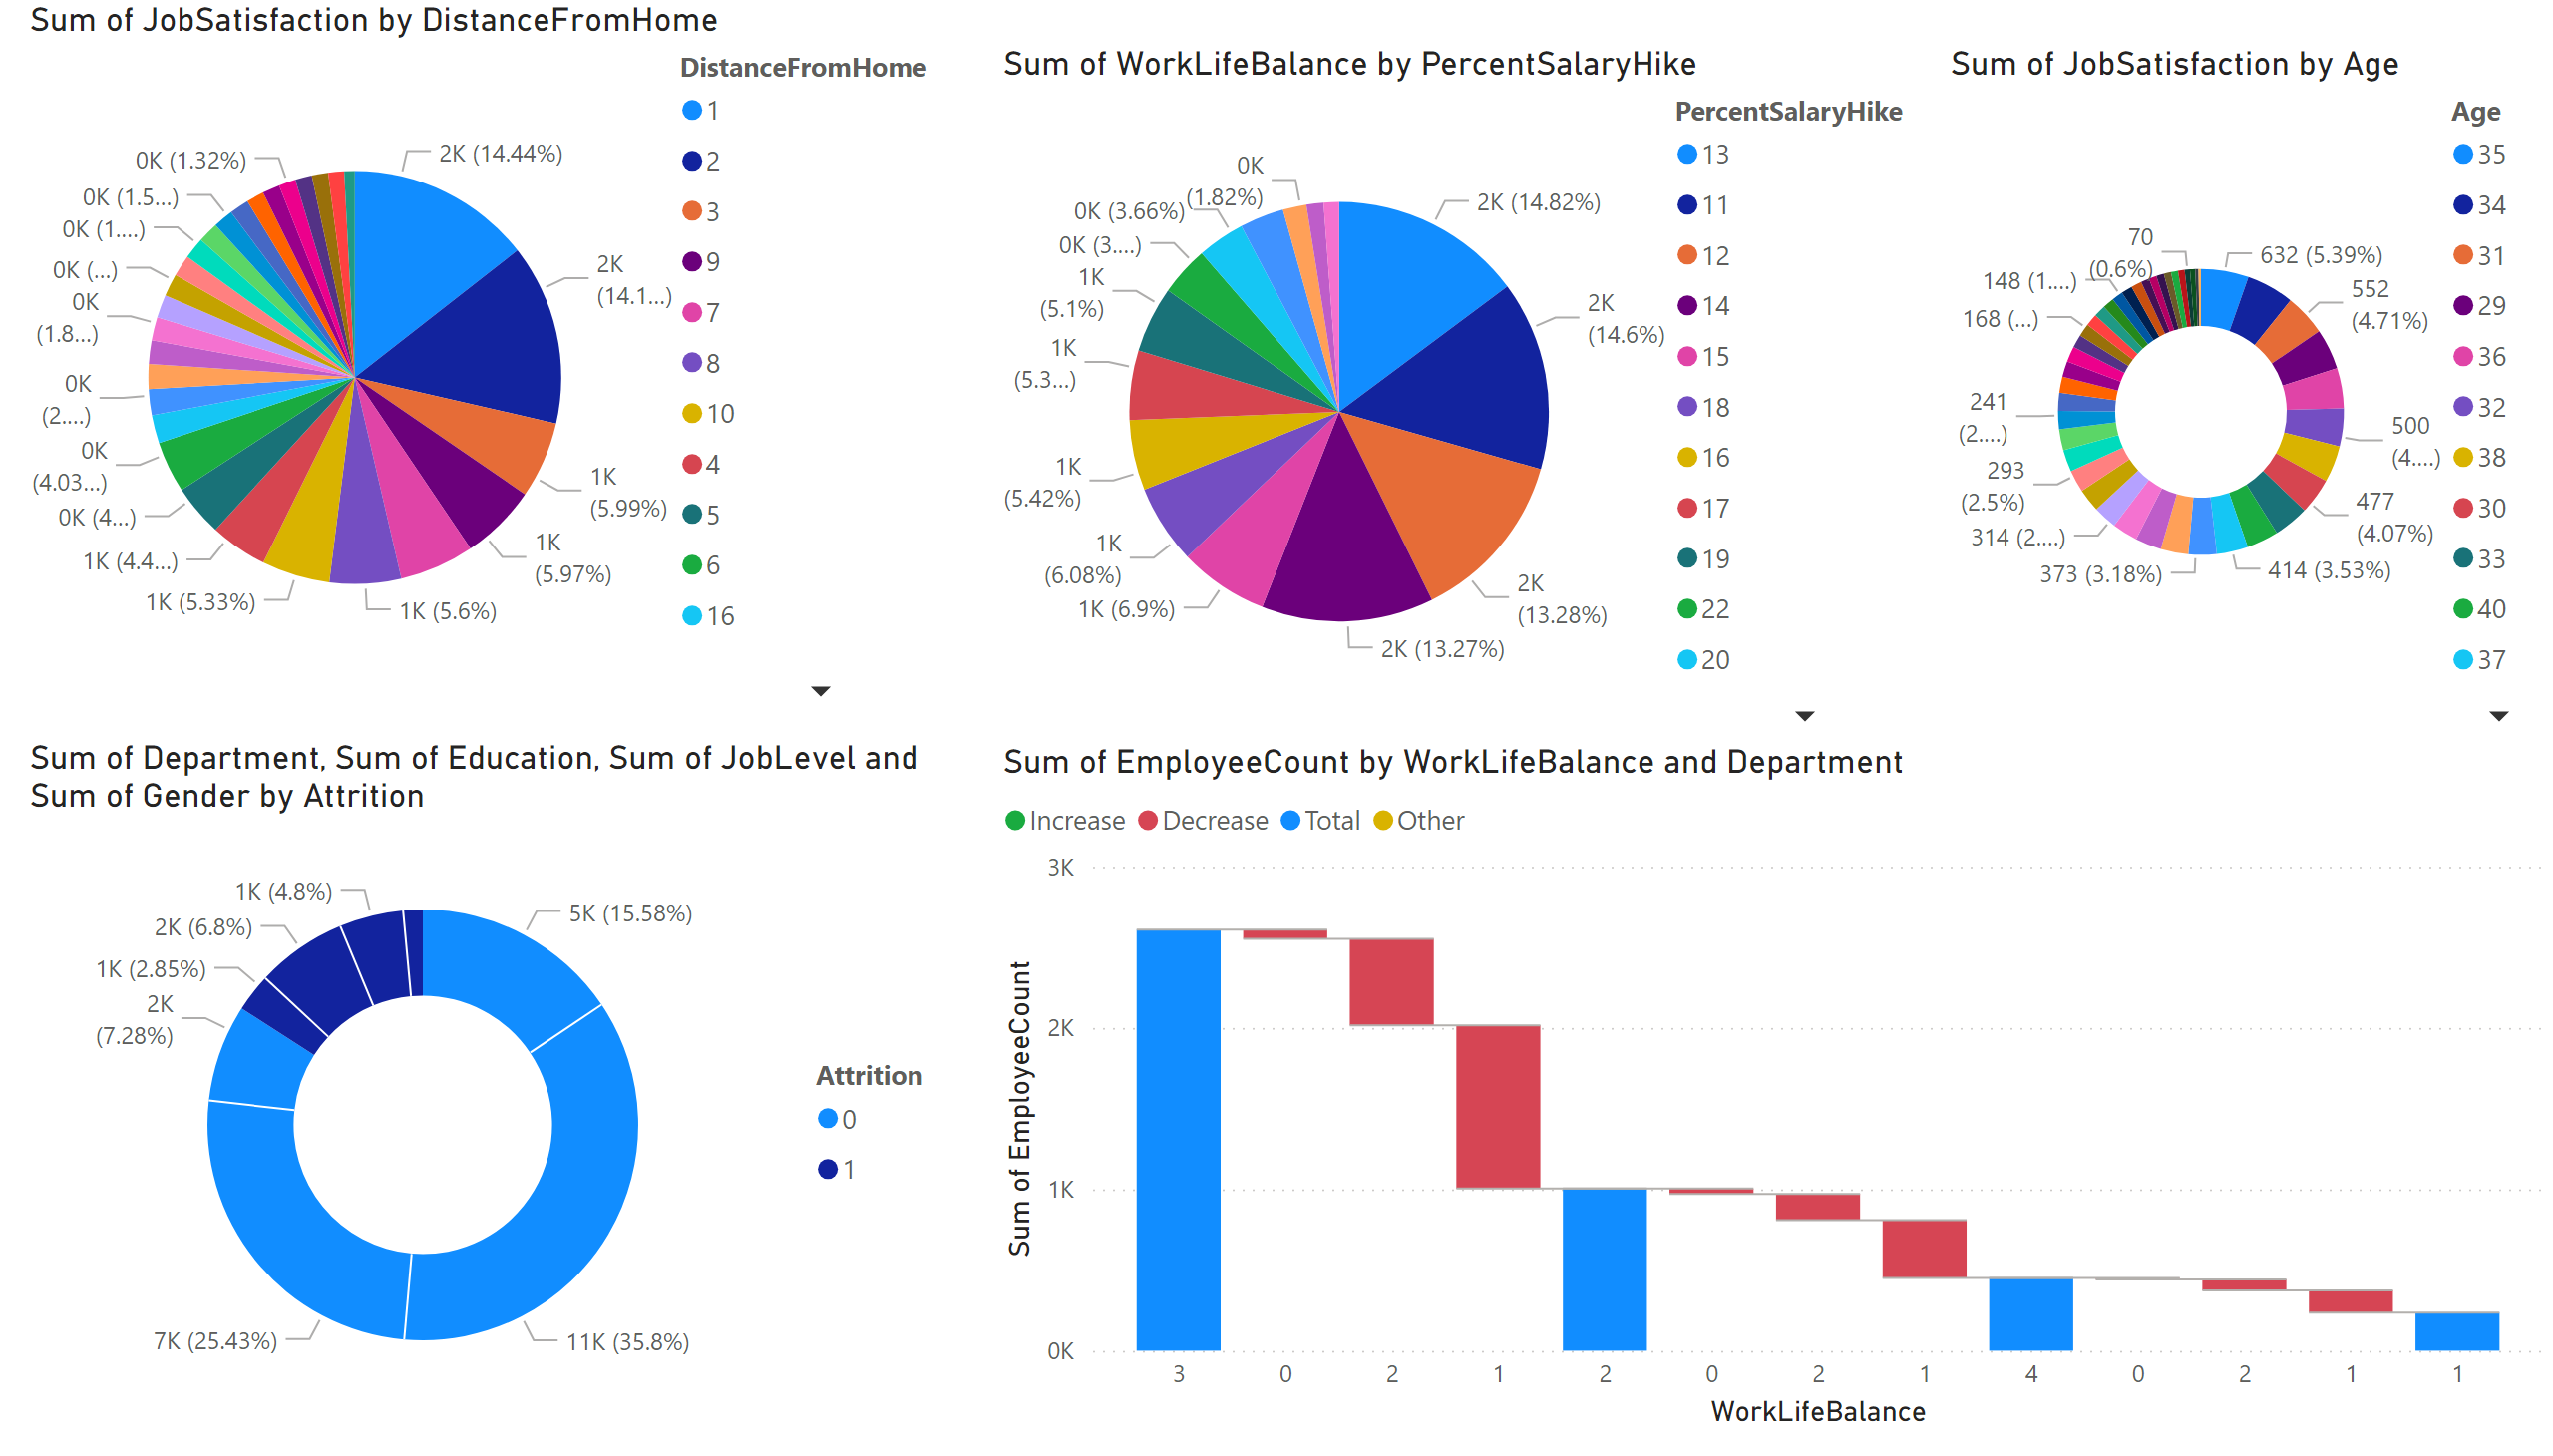 Sum of JobSatisfaction by DistanceFromHome
DistanceFromHome
1
2
3
9
7
8
10
4
5
6
16
2K (14.44%)
2K
(14.1...)
1K
(5.99%)
1K
(5.97%)
1K (5.6%)
1K (5.33%)
1K (4.4...)
0K (4...)
0K
(4.03...)
0K
(2....)
0K
(1.8...)
0K (...)
0K (1....)
0K (1.5...)
0K (1.32%)
Sum of WorkLifeBalance by PercentSalaryHike
PercentSalaryHike
13
11
12
14
15
18
16
17
19
22
20
2K (14.82%)
2K
(14.6%)
2K
(13.28%)
2K (13.27%)
1K (6.9%)
1K
(6.08%)
1K
(5.42%)
1K
(5.3...)
1K
(5.1%)
0K (3....)
0K (3.66%)
0K
(1.82%)
Sum of JobSatisfaction by Age
Age
35
34
31
29
36
32
38
30
33
40
37
632 (5.39%)
552
(4.71%)
500
(4....)
477
(4.07%)
414 (3.53%)
373 (3.18%)
314 (2....)
293
(2.5%)
241
(2....)
168 (...)
148 (1....)
70
(0.6%)
Sum of Department, Sum of Education, Sum of JobLevel and
Sum of Gender by Attrition
5K (15.58%)
11K (35.8%)
7K (25.43%)
2K
(7.28%)
1K (2.85%)
2K (6.8%)
1K (4.8%)
Attrition
0
1
Sum of EmployeeCount by WorkLifeBalance and Department
Increase Decrease Total Other
Sum of EmployeeCount
3K
2K
1K
0K
3 0 2 1 2 0 2 1 4 0 2 1 1
WorkLifeBalance